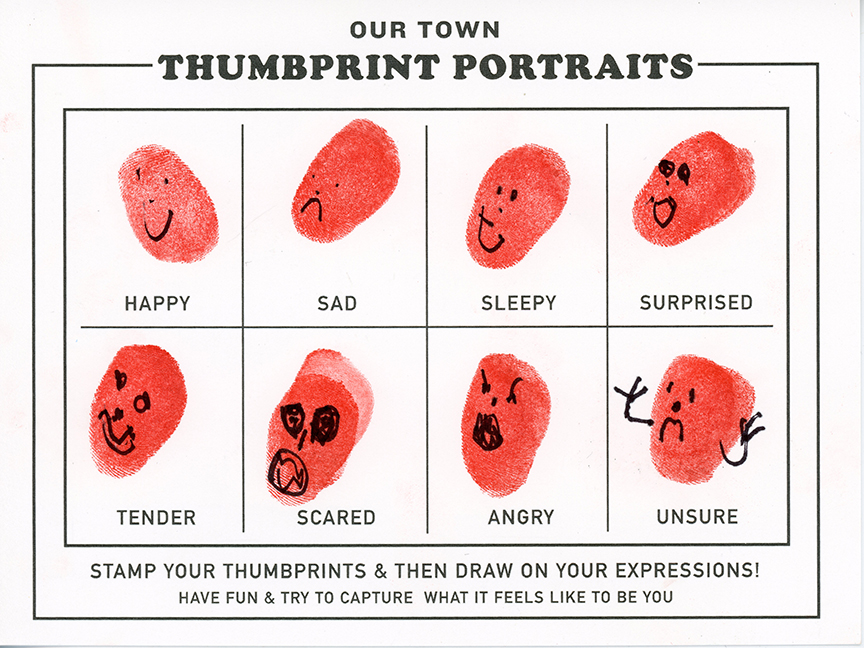 OUR TOWN
THUMBPRINT PORTRAITS
HAPPY SAD SLEEPY SURPRISED
TENDER SCARED ANGRY UNSURE
STAMP YOUR THUMBPRINTS & THEN DRAW ON YOUR EXPRESSIONS!
HAVE FUN & TRY TO CAPTURE WHAT IT FEELS LIKE TO BE YOU